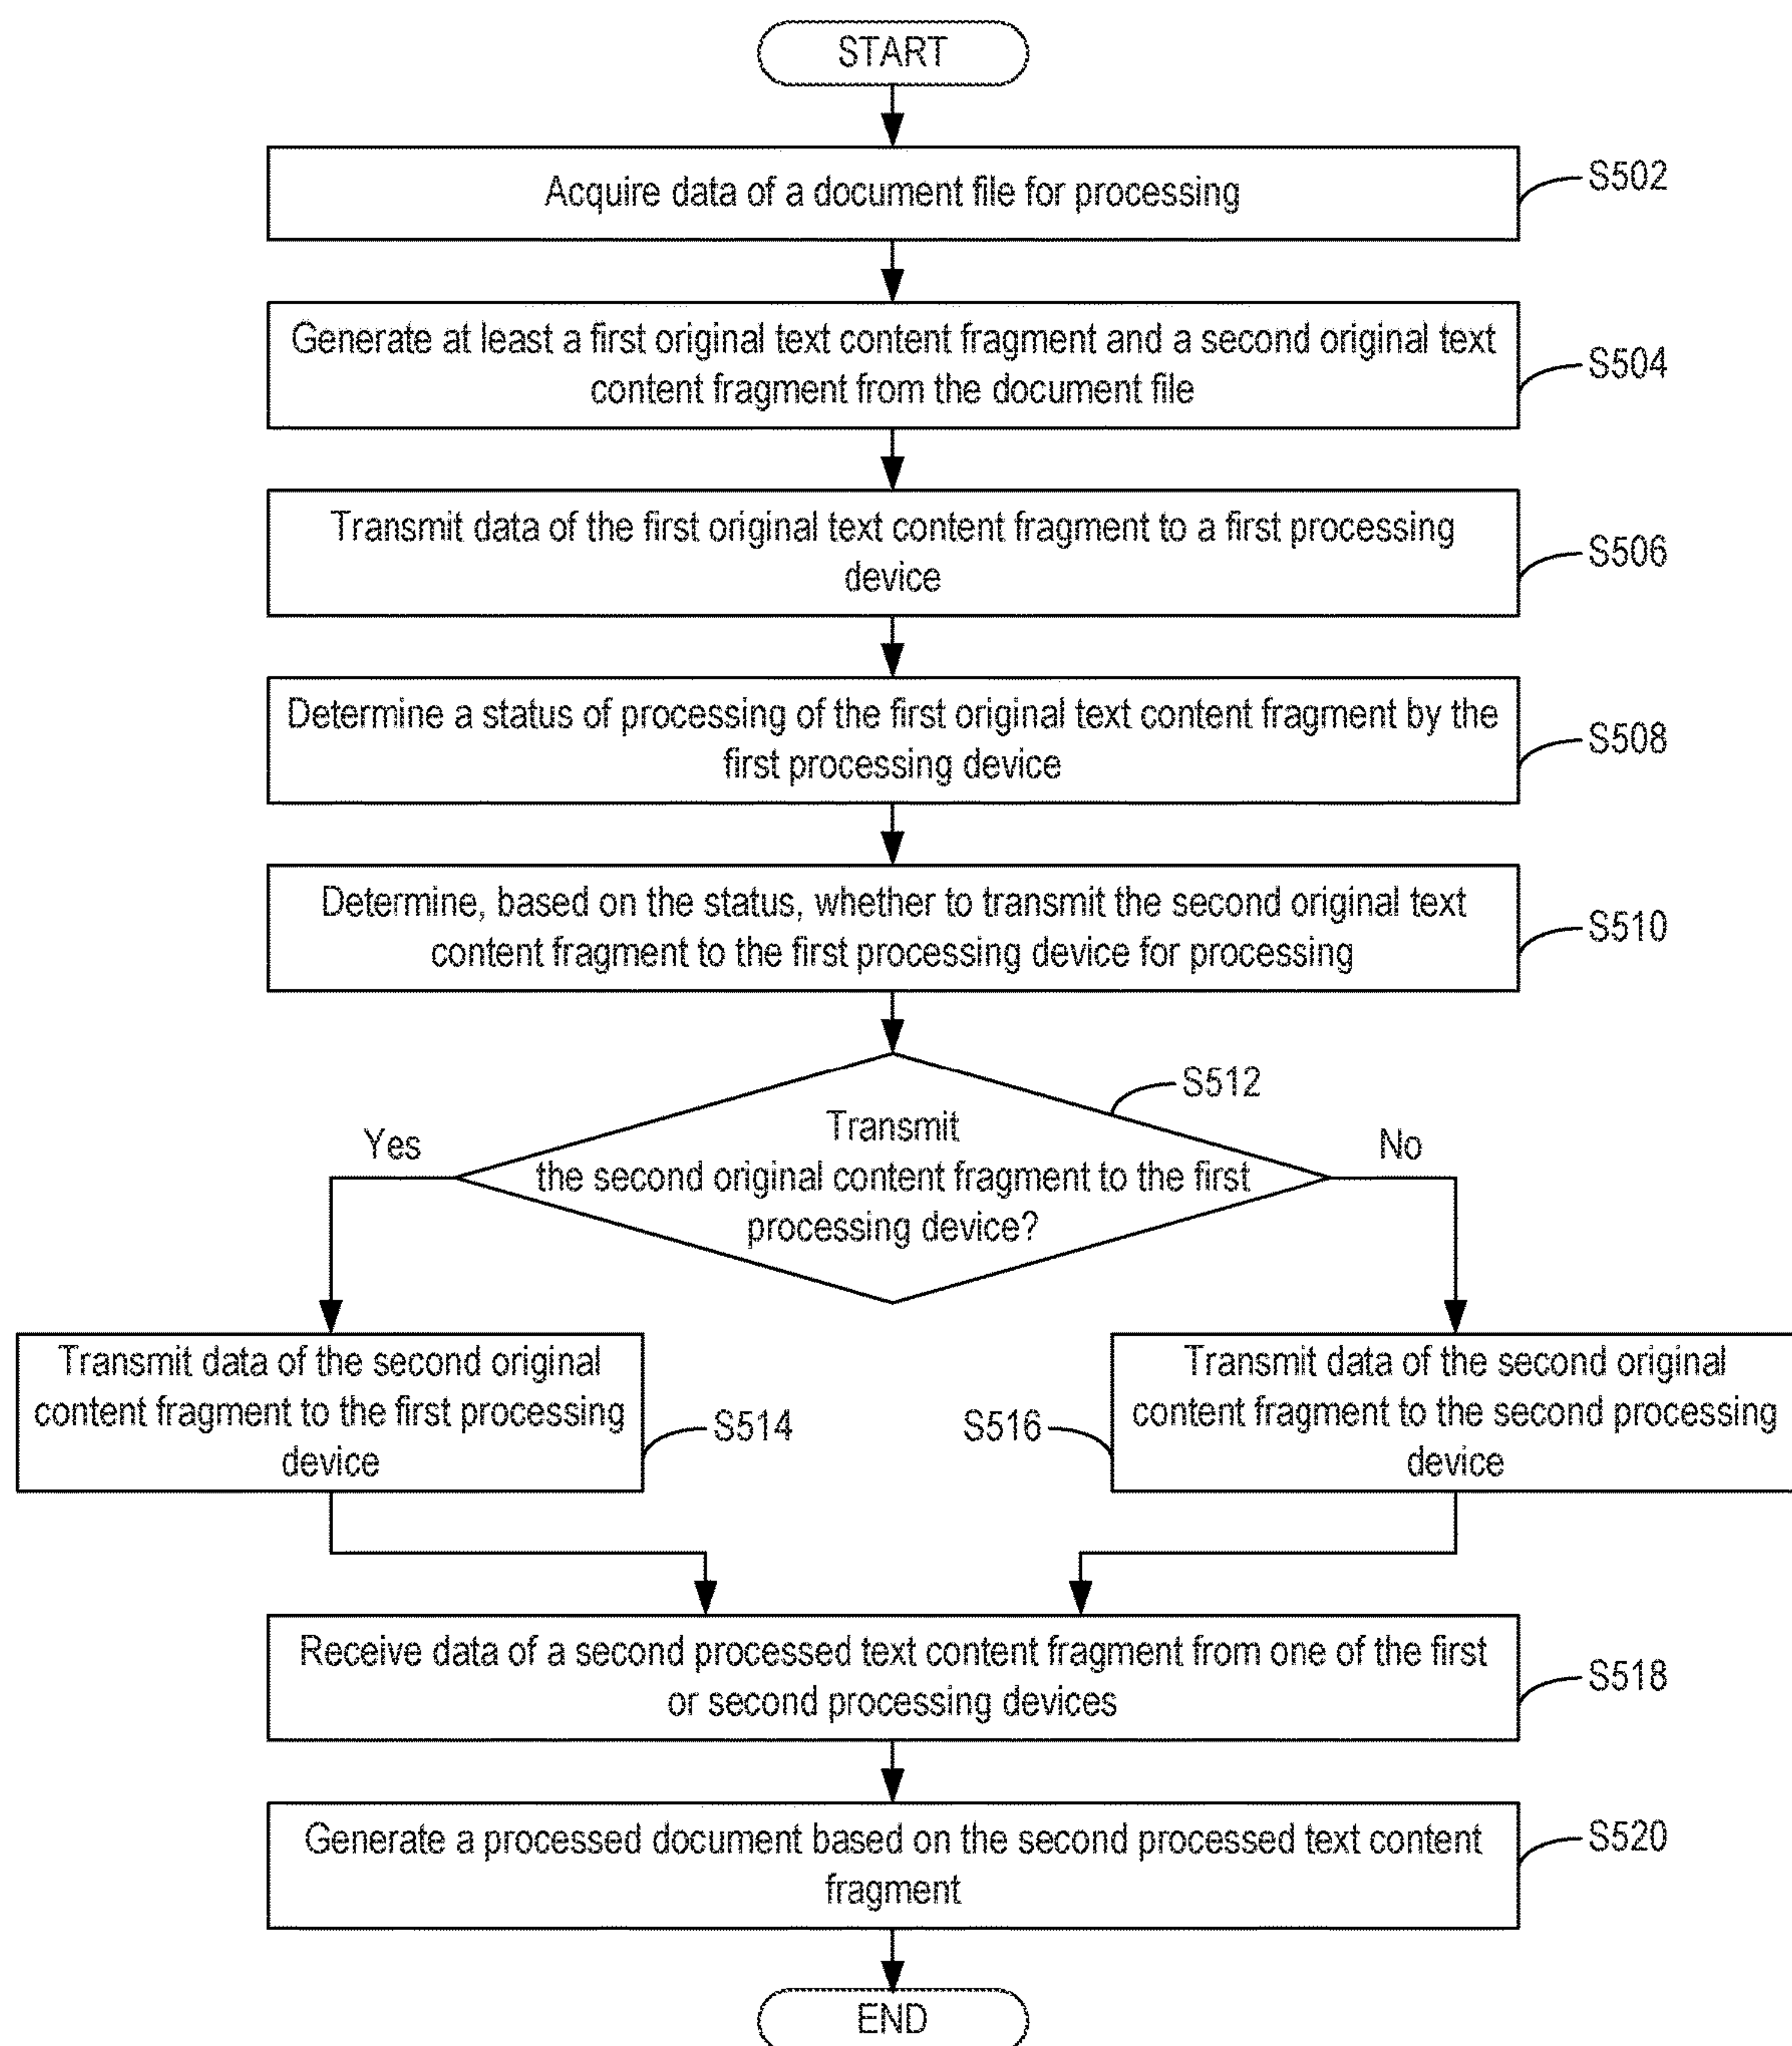 START
Acquire data of a document file for processing
S502
Generate at least a first original text content fragment and a second original text
content fragment from the document file
S504
Transmit data of the first original text content fragment to a first processing
device
S506
Determine a status of processing of the first original text content fragment by the
first processing device
S508
Determine, based on the status, whether to transmit the second original text
content fragment to the first processing device for processing
S510
S512
Transmit
the second original content fragment to the first
processing device?
Yes
No
Transmit data of the second original
content fragment to the first processing
device
S514
S516
Transmit data of the second original
content fragment to the second processing
device
Receive data of a second processed text content fragment from one of the first
or second processing devices
S518
Generate a processed document based on the second processed text content
fragment
S520
END